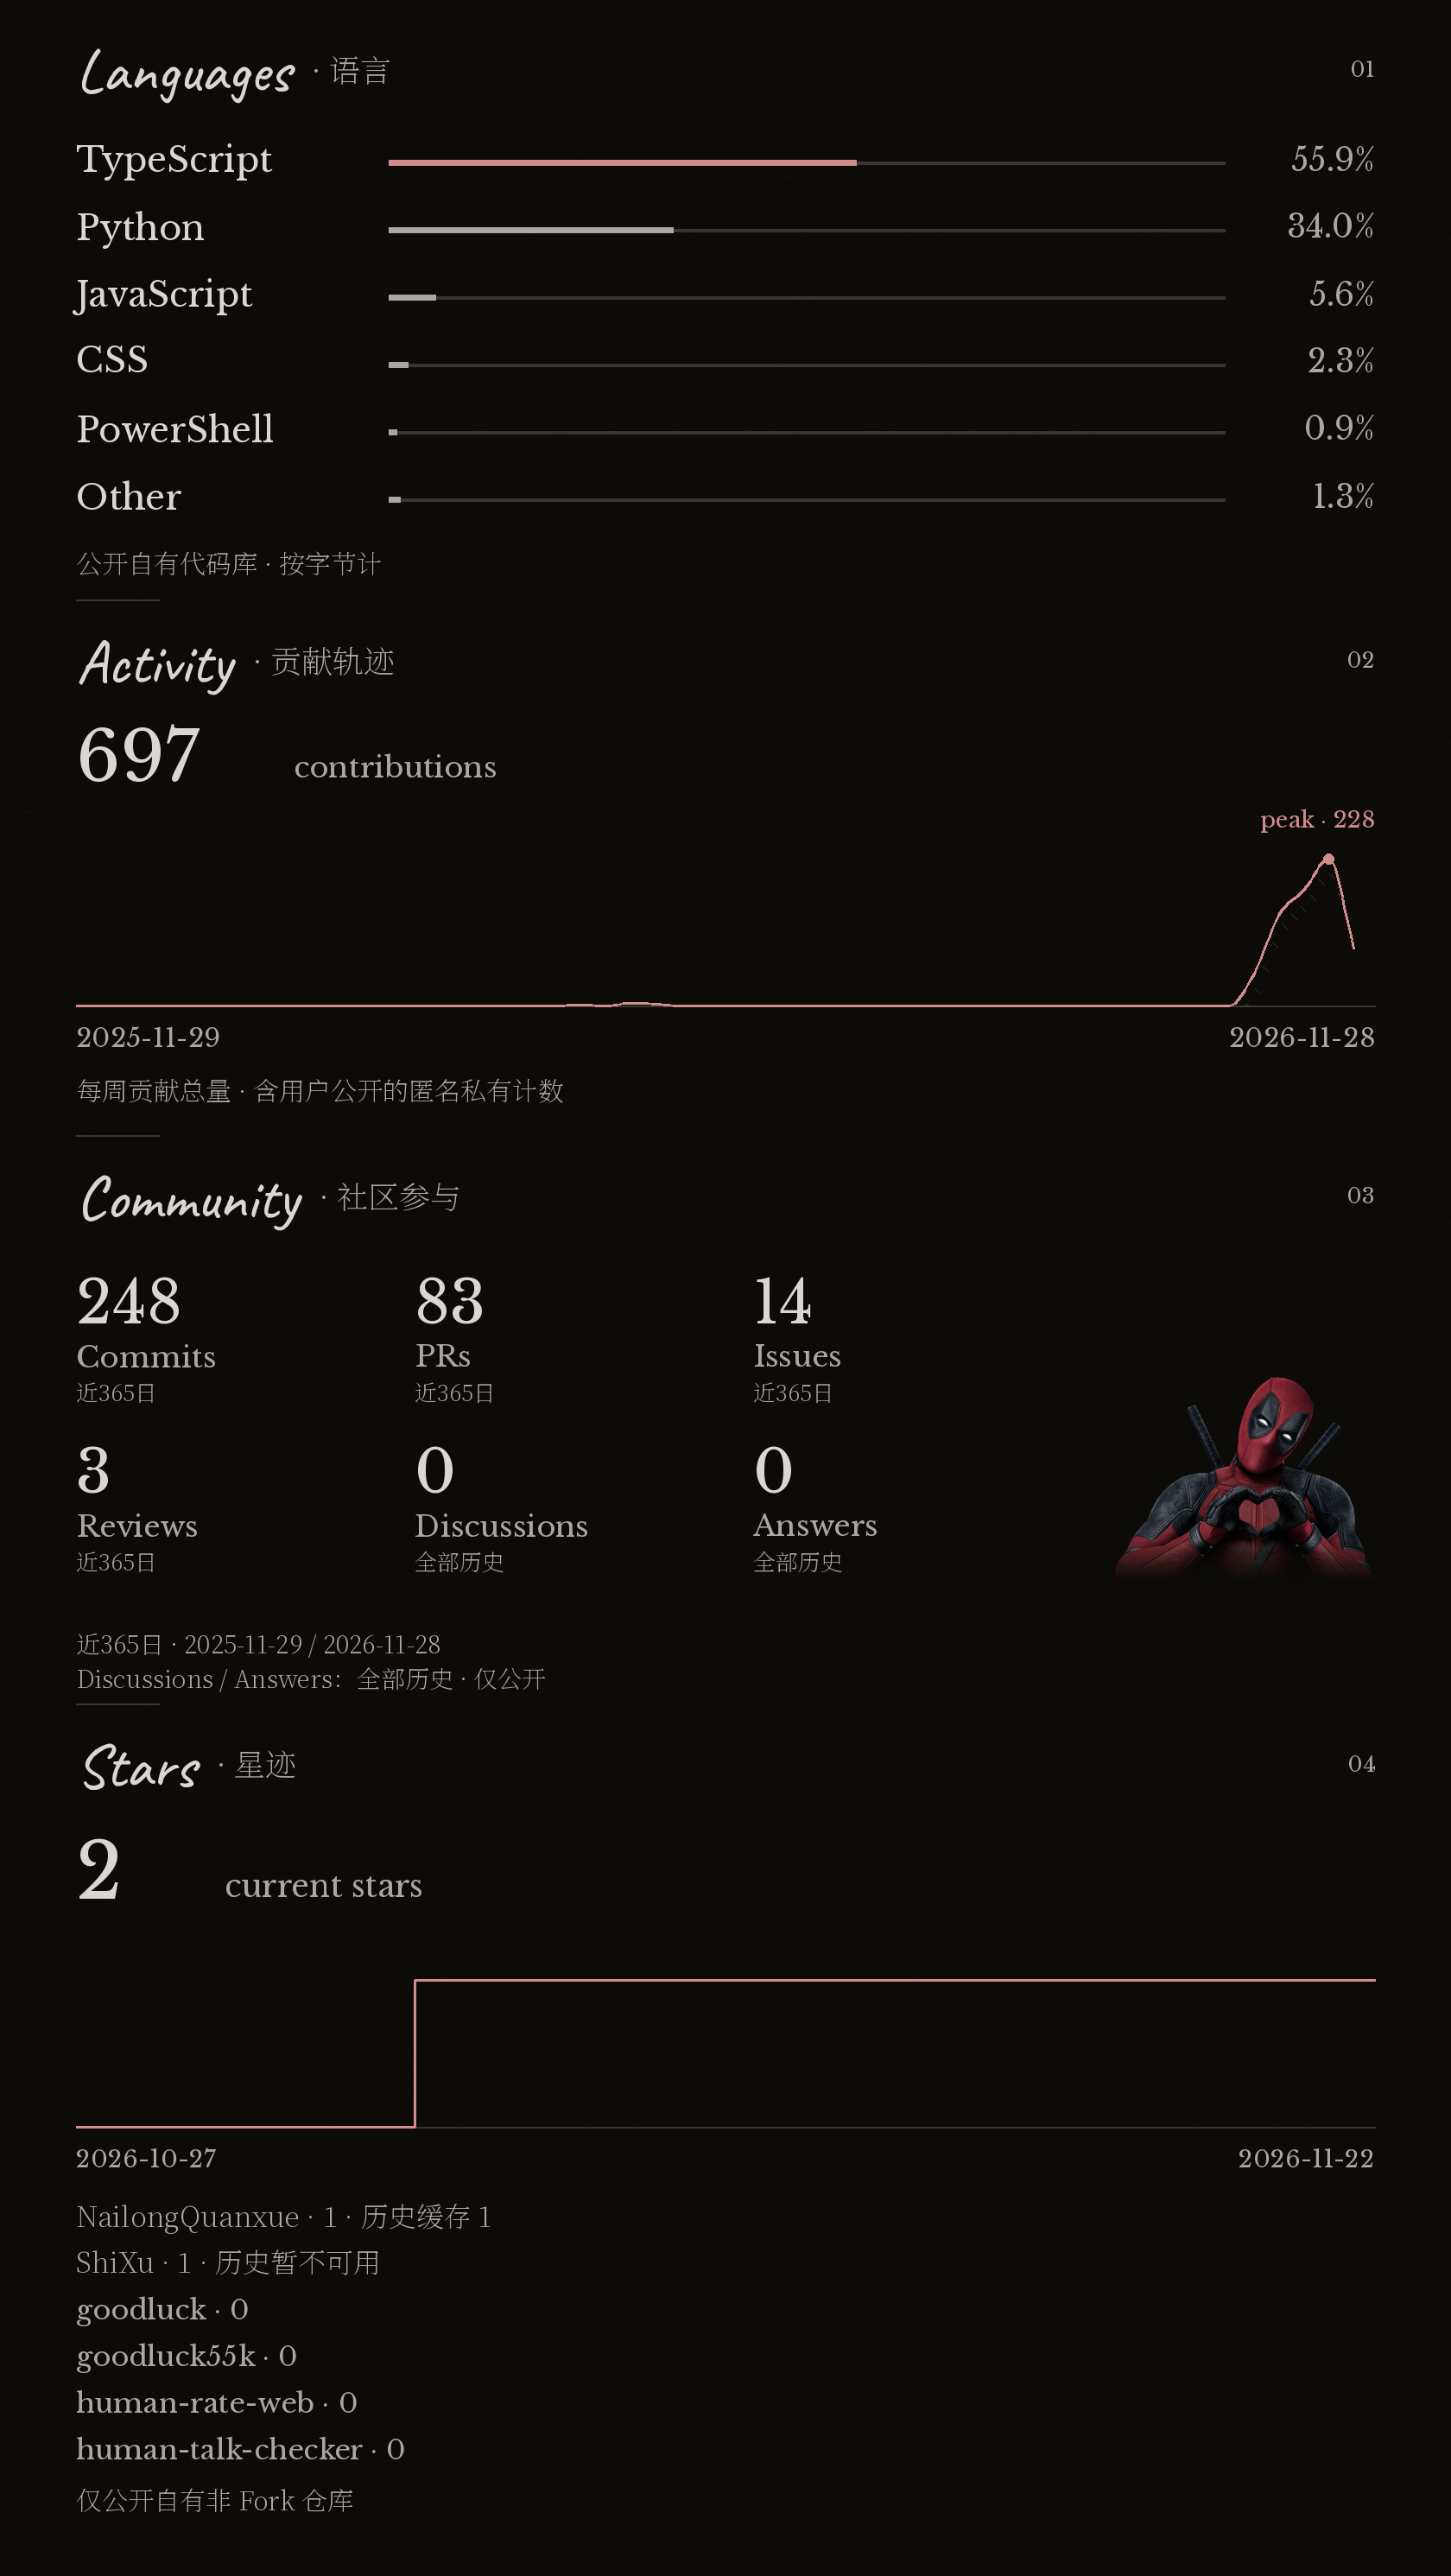 Languages · 语言 01
TypeScript 55.9%
Python 34.0%
JavaScript 5.6%
CSS 2.3%
PowerShell 0.9%
Other 1.3%
公开自有代码库 · 按字节计
Activity · 贡献轨迹 02
697 contributions
peak · 228
2025-11-29 2026-11-28
每周贡献总量 · 含用户公开的匿名私有计数
Community · 社区参与 03
248 83 14
Commits PRs Issues
近365日 近365日 近365日
3 0 0
Reviews Discussions Answers
近365日 全部历史 全部历史
近365日 · 2025-11-29 / 2026-11-28
Discussions / Answers：全部历史 · 仅公开
Stars · 星迹 04
2 current stars
2026-10-27 2026-11-22
NailongQuanxue · 1 · 历史缓存 1
ShiXu · 1 · 历史暂不可用
goodluck · 0
goodluck55k · 0
human-rate-web · 0
human-talk-checker · 0
仅公开自有非 Fork 仓库